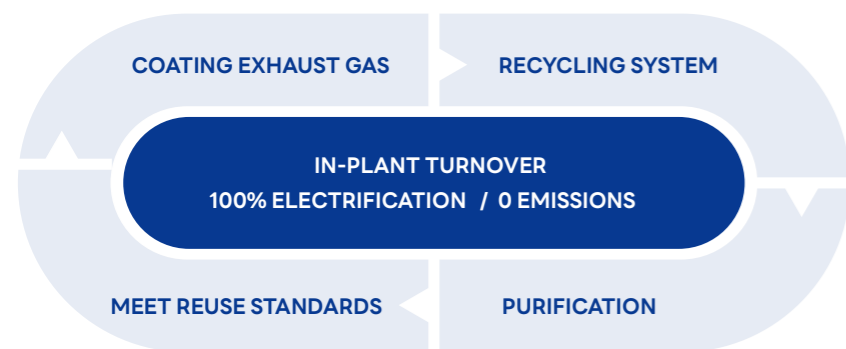 COATING EXHAUST GAS
RECYCLING SYSTEM
IN-PLANT TURNOVER
100% ELECTRIFICATION / 0 EMISSIONS
MEET REUSE STANDARDS
PURIFICATION